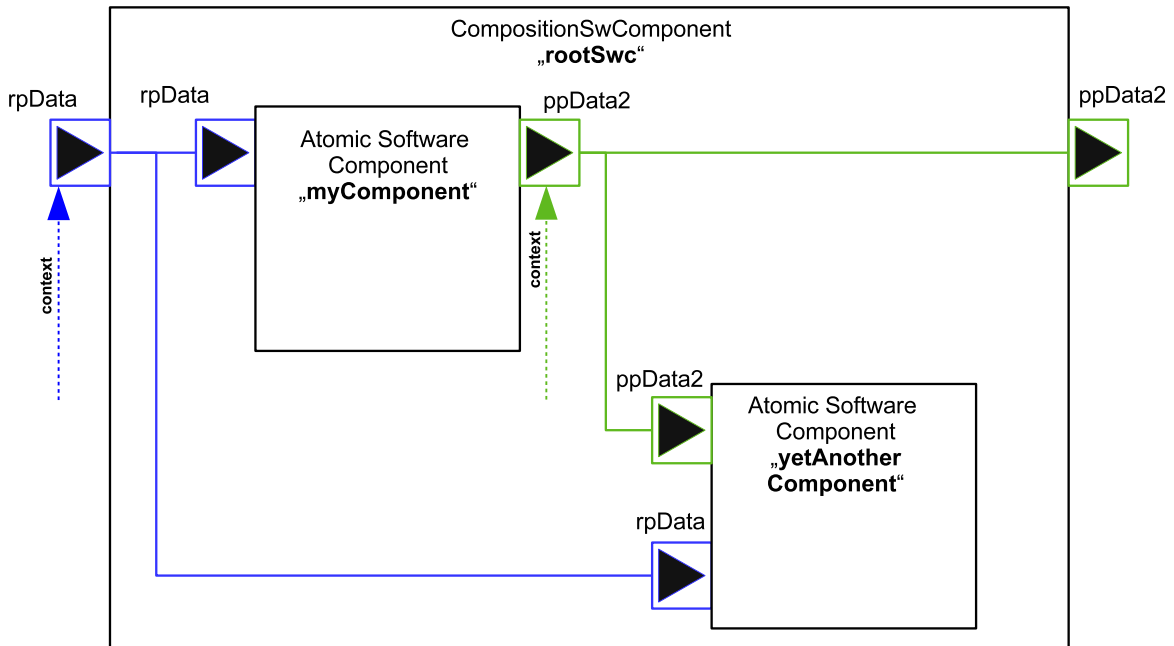 CompositionSwComponent
„rootSwc“
rpData
rpData
ppData2
ppData2
Atomic Software
Component
„myComponent“
context
context
ppData2
Atomic Software
Component
„yetAnother
Component“
rpData